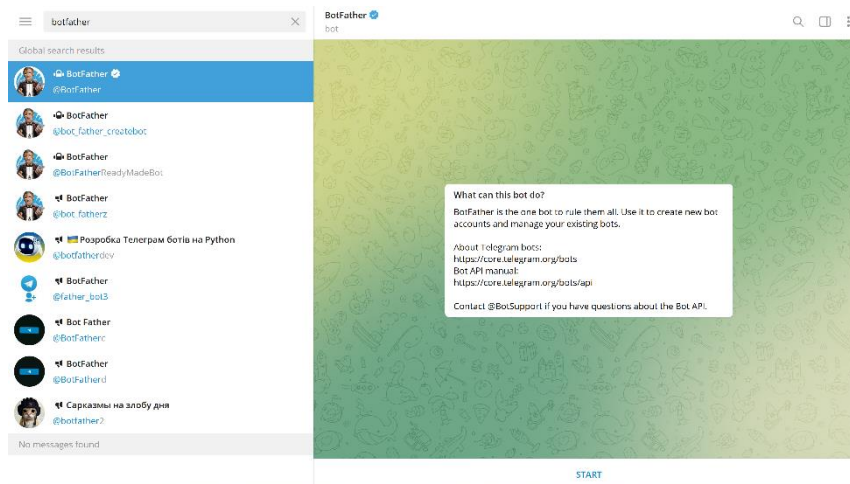 botfather
Global search results
BotFather
@BotFather
BotFather
@bot_father_createbot
BotFather
@BotFatherReadyMadeBot
BotFather
@bot_fatherz
Розробка Телеграм ботів на Python
@botfatherdev
BotFather
@father_bot3
Bot Father
@BotFatherc
BotFather
@BotFatherd
Сарказмы на злобу дня
@botfather2
No messages found
BotFather
bot
What can this bot do?
BotFather is the one bot to rule them all. Use it to create new bot
accounts and manage your existing bots.
About Telegram bots:
https://core.telegram.org/bots
Bot API manual:
https://core.telegram.org/bots/api
Contact @BotSupport if you have questions about the Bot API.
START